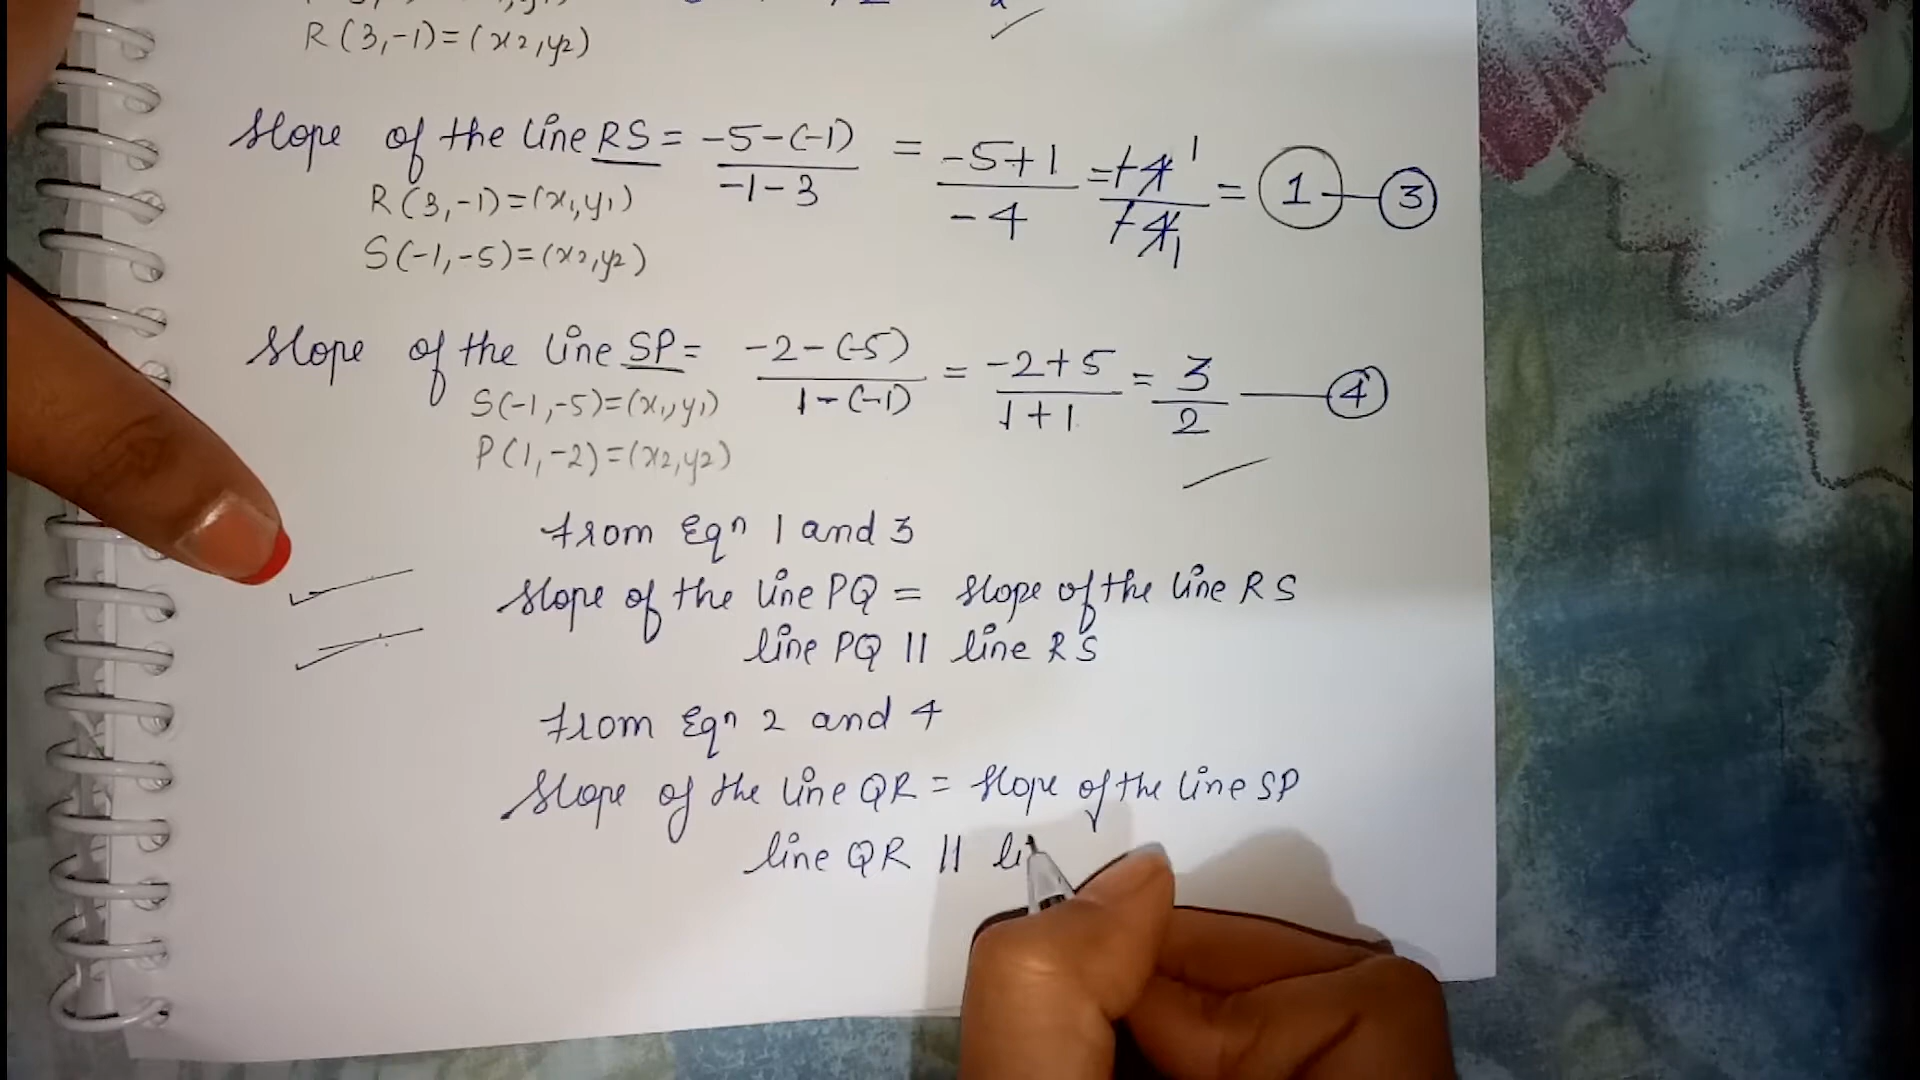 R(3,-1)=(x2,y2)
Slope of the line RS = -5-(-1)/-1-3 = -5+1/-4 = -4/-4 1/1 = 1 — 3
R(3,-1)=(x1,y1)
S(-1,-5)=(x2,y2)
Slope of the line SP = -2-(-5)/1-(-1) = -2+5/1+1 = 3/2 — 4
S(-1,-5)=(x1,y1)
P(1,-2)=(x2,y2)
from Eqn 1 and 3
Slope of the line PQ = Slope of the line RS
line PQ || line RS
from Eqn 2 and 4
Slope of the line QR = Slope of the line SP
line QR || li